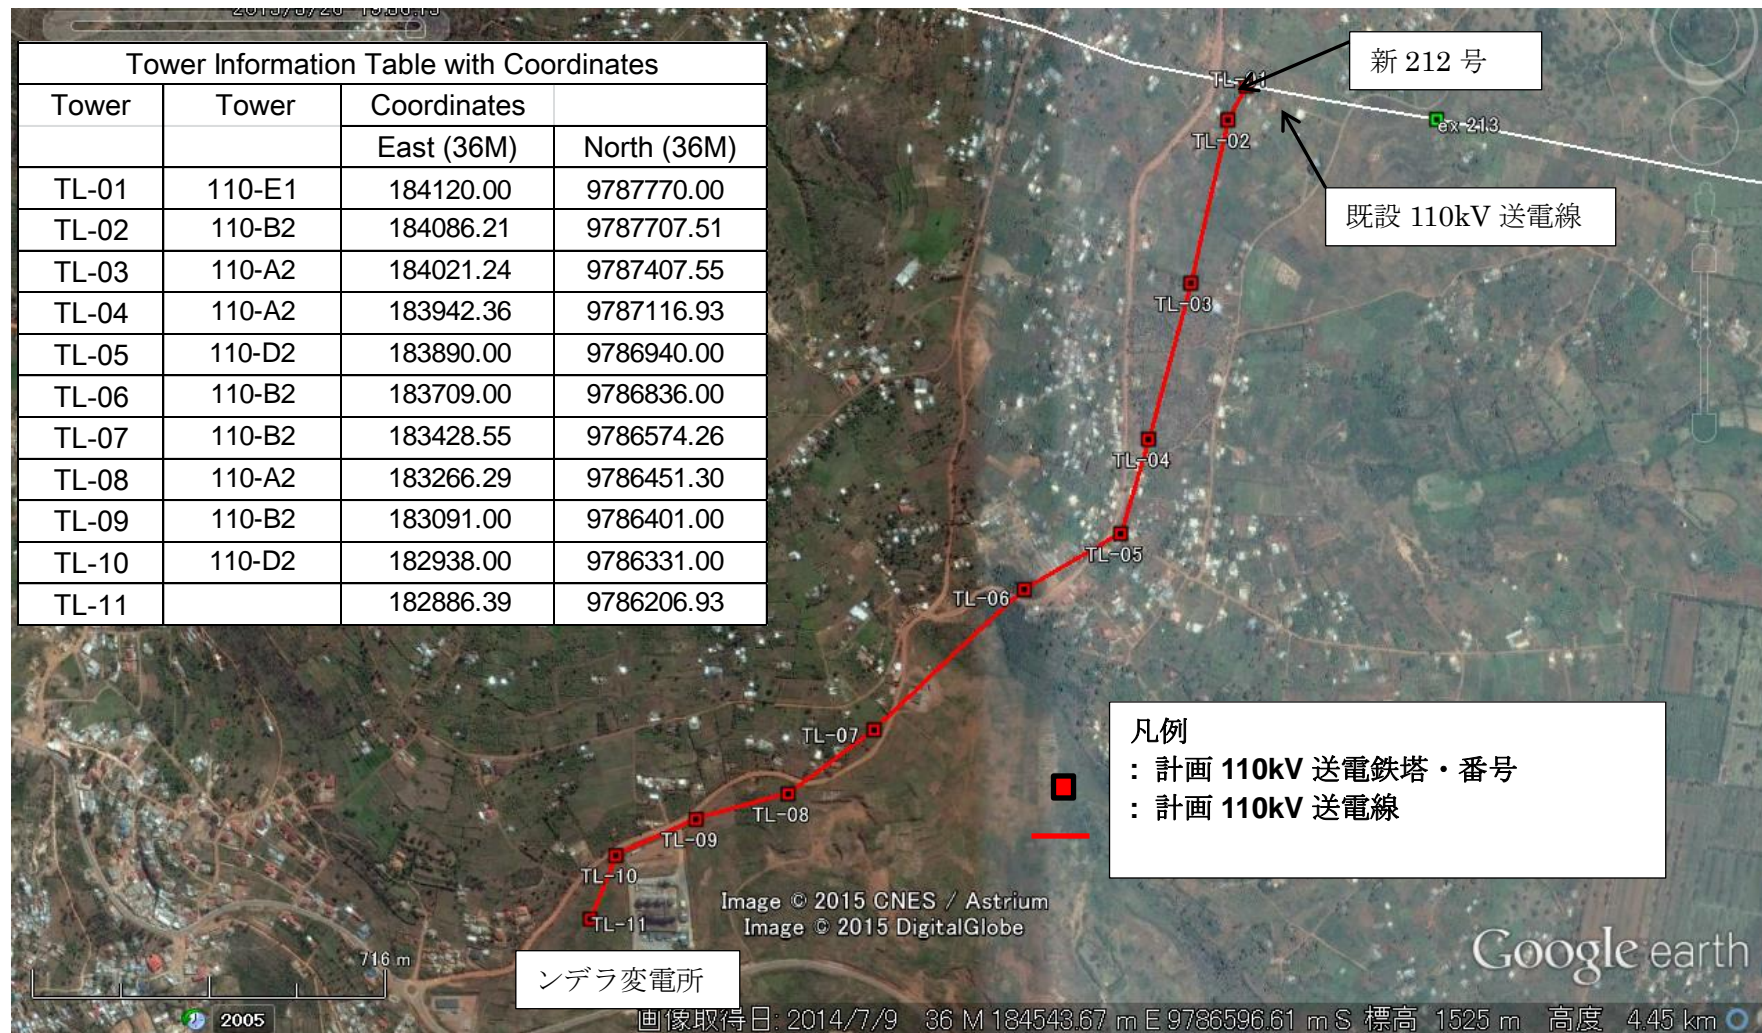 Tower Information Table with Coordinates
Tower Tower Coordinates
East (36M) North (36M)
TL-01 110-E1 184120.00 9787770.00
TL-02 110-B2 184086.21 9787707.51
TL-03 110-A2 184021.24 9787407.55
TL-04 110-A2 183942.36 9787116.93
TL-05 110-D2 183890.00 9786940.00
TL-06 110-B2 183709.00 9786836.00
TL-07 110-B2 183428.55 9786574.26
TL-08 110-A2 183266.29 9786451.30
TL-09 110-B2 183091.00 9786401.00
TL-10 110-D2 182938.00 9786331.00
TL-11 182886.39 9786206.93
新 212 号
TL-01
ex 213
TL-02
既設 110kV 送電線
TL-03
TL-04
TL-05
TL-06
TL-07
TL-08
TL-09
TL-10
TL-11
凡例
: 計画 110kV 送電鉄塔・番号
: 計画 110kV 送電線
Image © 2015 CNES / Astrium
Image © 2015 DigitalGlobe
Google earth
716 m
ンデラ変電所
2005
画像取得日: 2014/7/9 36 M 184543.67 m E 9786596.61 m S 標高 1525 m 高度 4.45 km